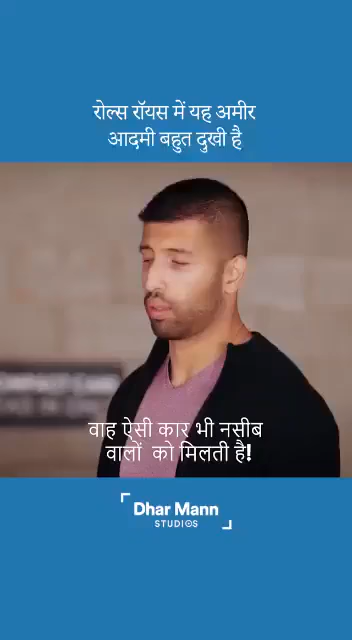 रोल्स रॉयस में यह अमीर
आदमी बहुत दुखी है
वाह ऐसी कार भी नसीब
वालों को मिलती है!
Dhar Mann
STUDIOS